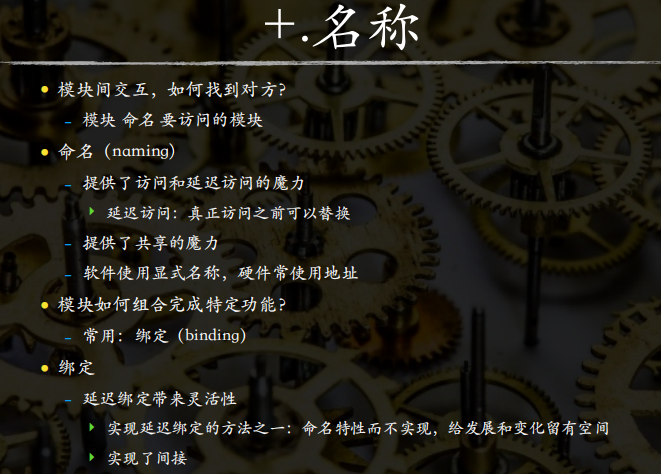 十.名称
模块间交互，如何找到对方?
模块 命名 要访问的模块
命名（naming）
提供了访问和延迟访问的魔力
延迟访问：真正访问之前可以替换
提供了共享的魔力
软件使用显式名称，硬件常使用地址
模块如何组合完成特定功能?
常用：绑定（binding）
绑定
延迟绑定带来灵活性
实现延迟绑定的方法之一：命名特性而不实现，给发展和变化留有空间
实现了间接